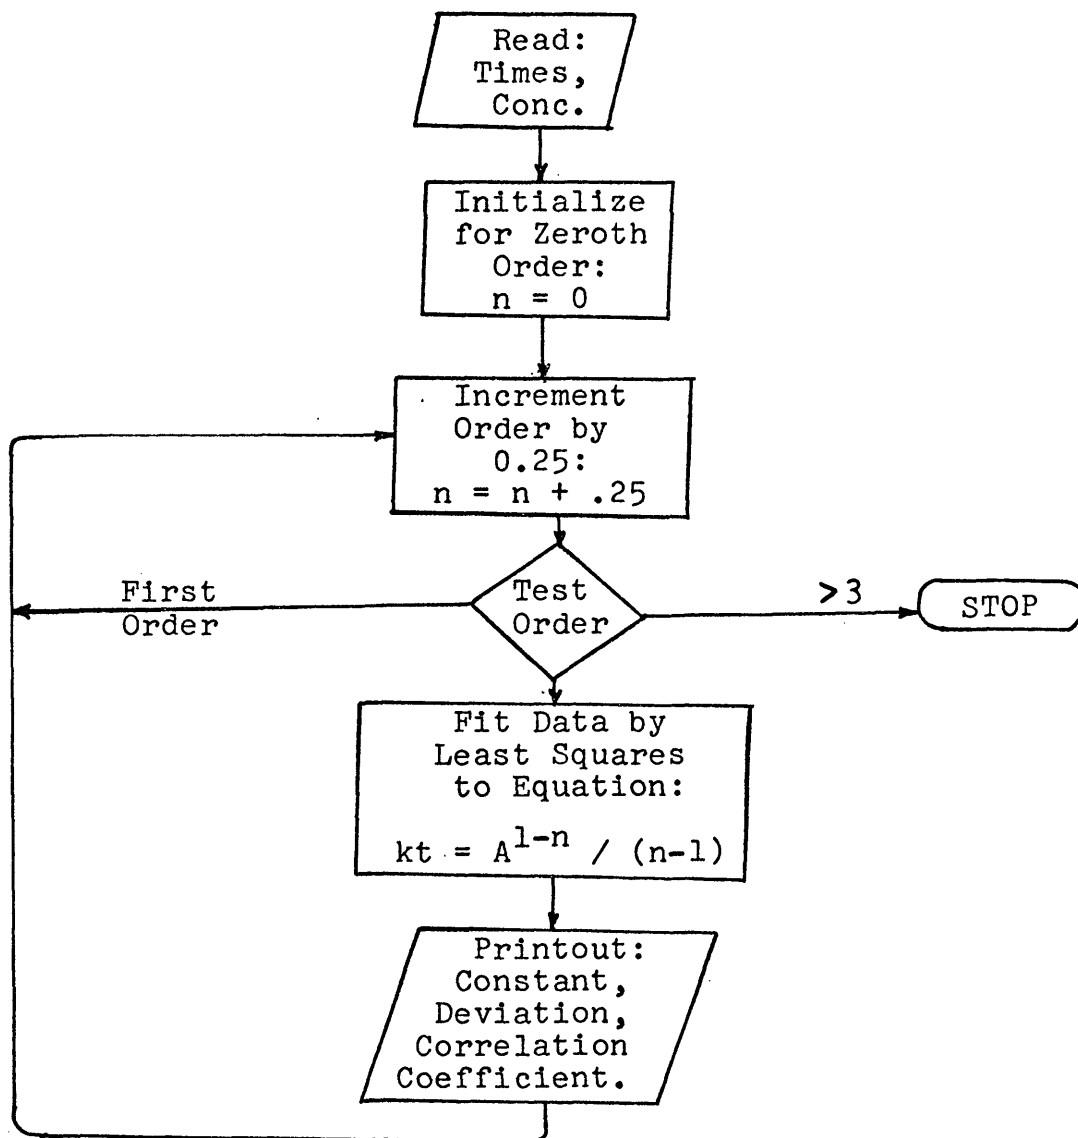 Read:
Times,
Conc.
Initialize
for Zeroth
Order:
n = 0
Increment
Order by
0.25:
n = n + .25
First
Order
Test
Order
>3
STOP
Fit Data by
Least Squares
to Equation:
kt = A^{1-n} / (n-1)
Printout:
Constant,
Deviation,
Correlation
Coefficient.